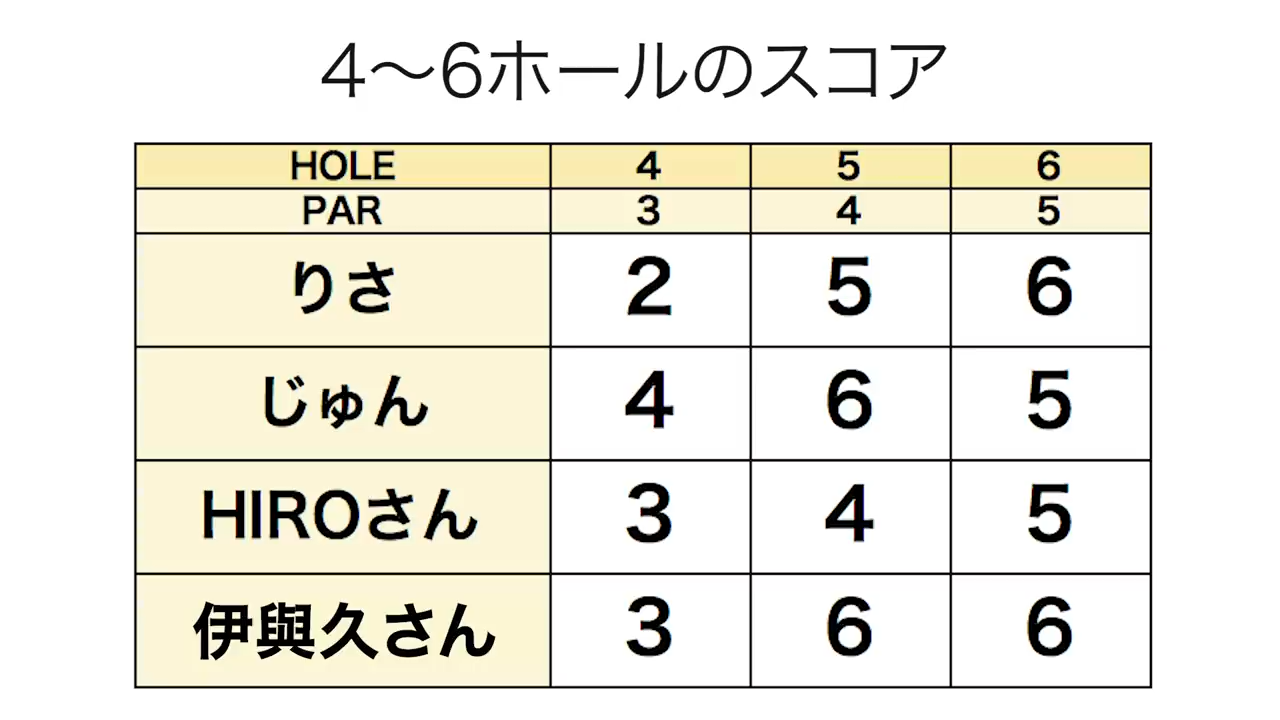 4〜6ホールのスコア
HOLE 4 5 6
PAR 3 4 5
りさ 2 5 6
じゅん 4 6 5
HIROさん 3 4 5
伊與久さん 3 6 6